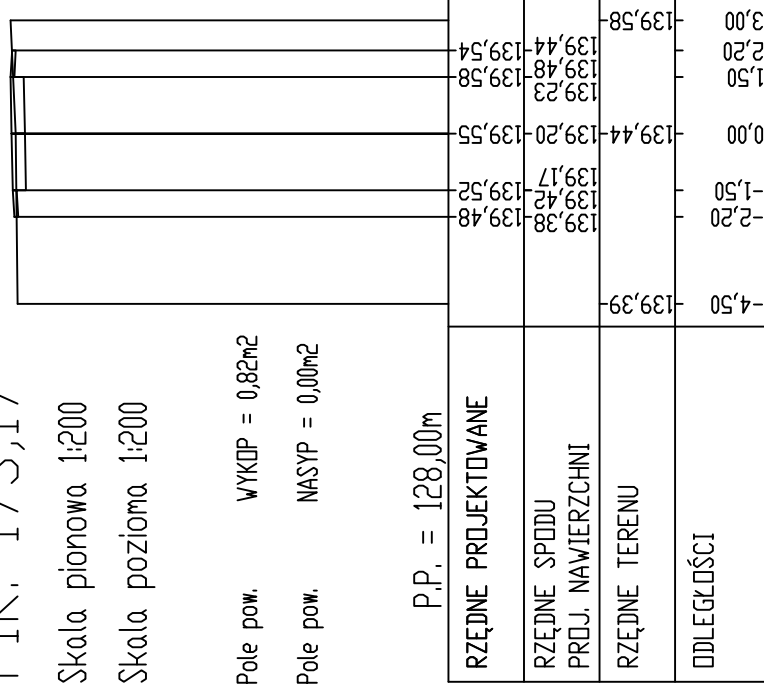 Skala pionowa 1:200
Skala pozioma 1:200
Pole pow. WYKOP = 0,82m2
Pole pow. NASYP = 0,00m2
P.P. = 128,00m
RZĘDNE PROJEKTOWANE 139,48 139,52 139,55 139,58 139,54
RZĘDNE SPODU
PROJ. NAWIERZCHNI 139,38 139,42 139,17 139,20 139,23 139,48 139,44
RZĘDNE TERENU 139,39 139,44 139,58
ODLEGŁOŚCI -4,50 -2,20 -1,50 0,00 1,50 2,20 3,00